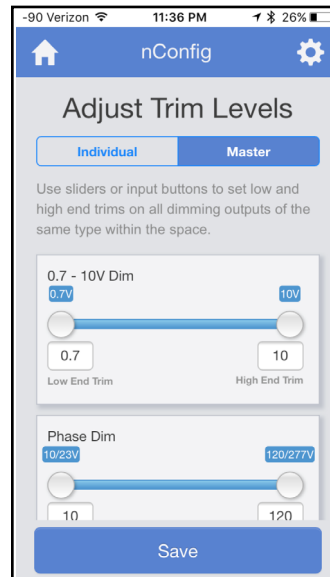 -90 Verizon 11:36 PM 26%
nConfig
Adjust Trim Levels
Individual Master
Use sliders or input buttons to set low and
high end trims on all dimming outputs of the
same type within the space.
0.7 - 10V Dim
0.7V 10V
0.7 10
Low End Trim High End Trim
Phase Dim
10/23V 120/277V
10 120
Save